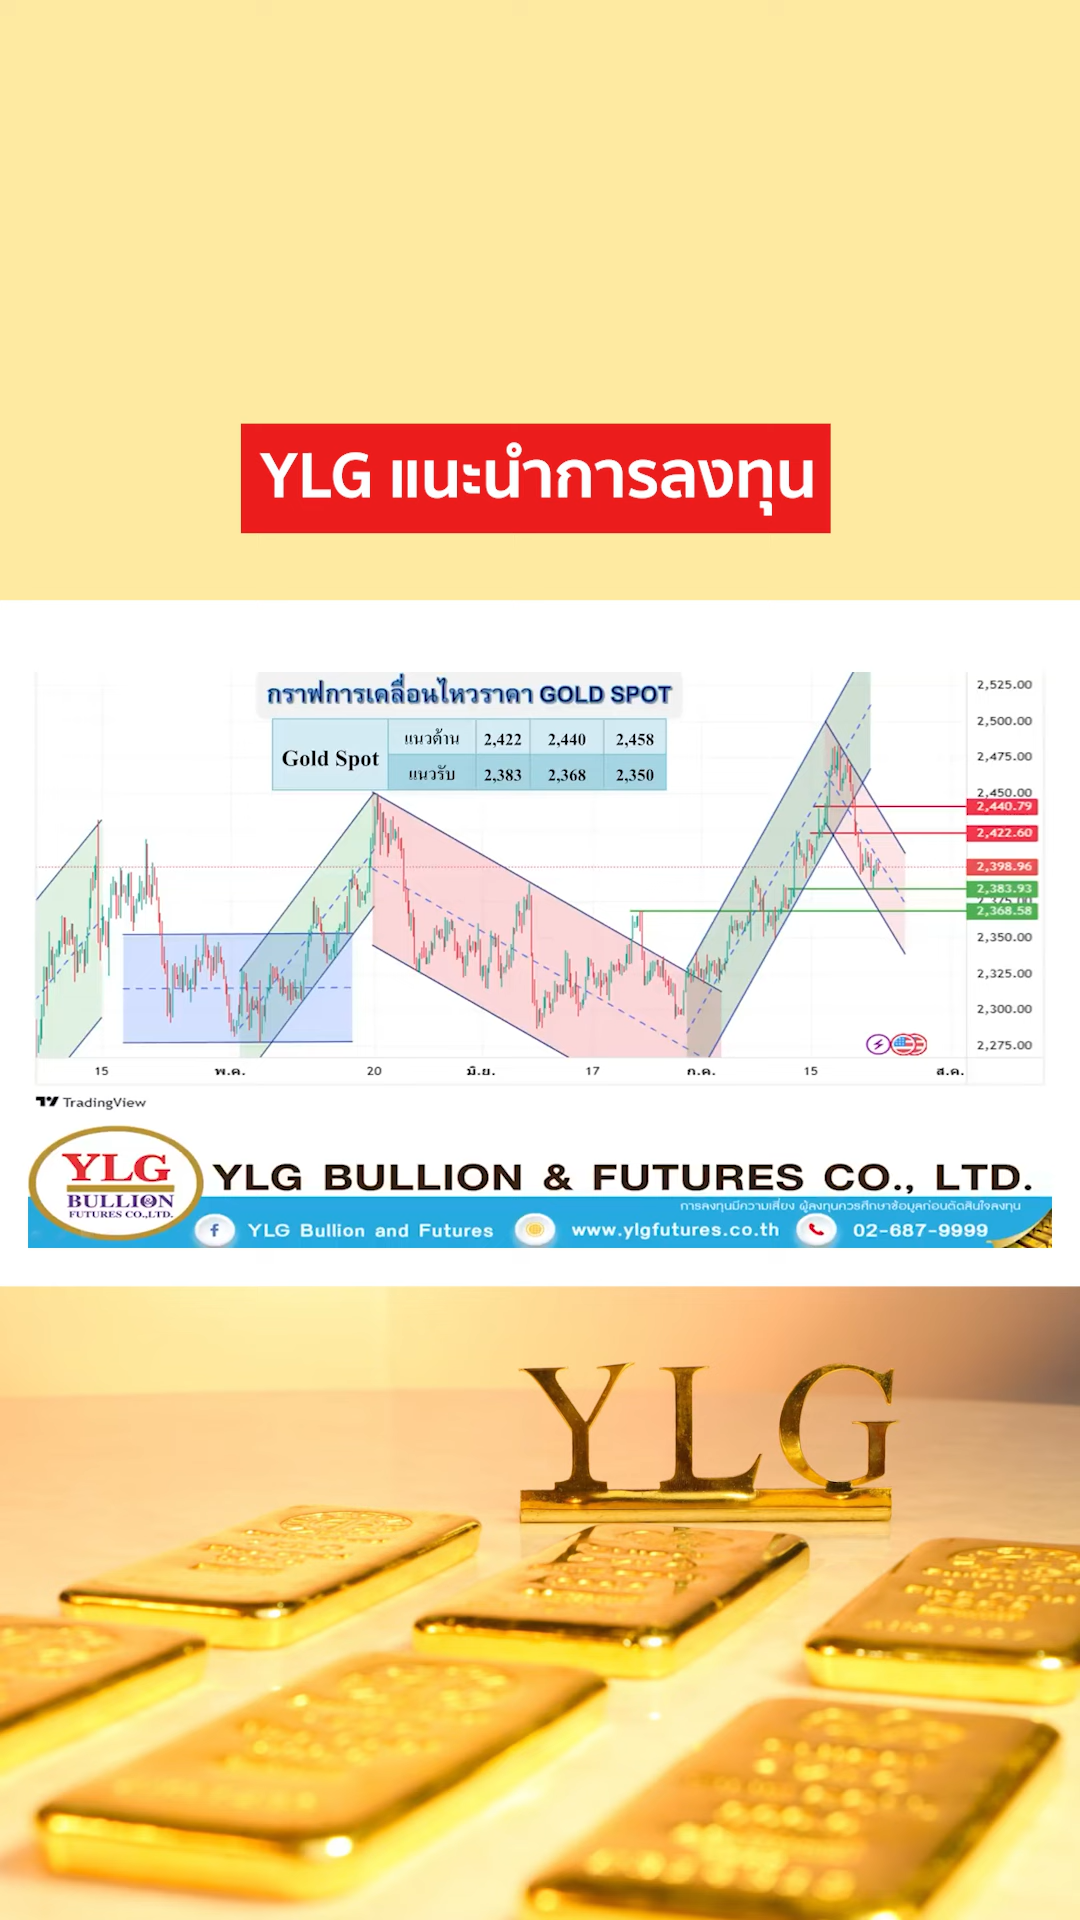 YLG แนะนำการลงทุน
กราฟการเคลื่อนไหวราคา GOLD SPOT
Gold Spot
แนวต้าน 2,422 2,440 2,458
แนวรับ 2,383 2,368 2,350
2,525.00
2,500.00
2,475.00
2,450.00
2,440.79
2,422.60
2,398.96
2,383.93
2,375.00
2,368.58
2,350.00
2,325.00
2,300.00
2,275.00
15 พ.ค. 20 มิ.ย. 17 ก.ค. 15 ส.ค.
TradingView
YLG
BULLION
FUTURES CO.,LTD.
YLG BULLION & FUTURES CO., LTD.
การลงทุนมีความเสี่ยง ผู้ลงทุนควรศึกษาข้อมูลก่อนตัดสินใจลงทุน
YLG Bullion and Futures www.ylgfutures.co.th 02-687-9999
YLG